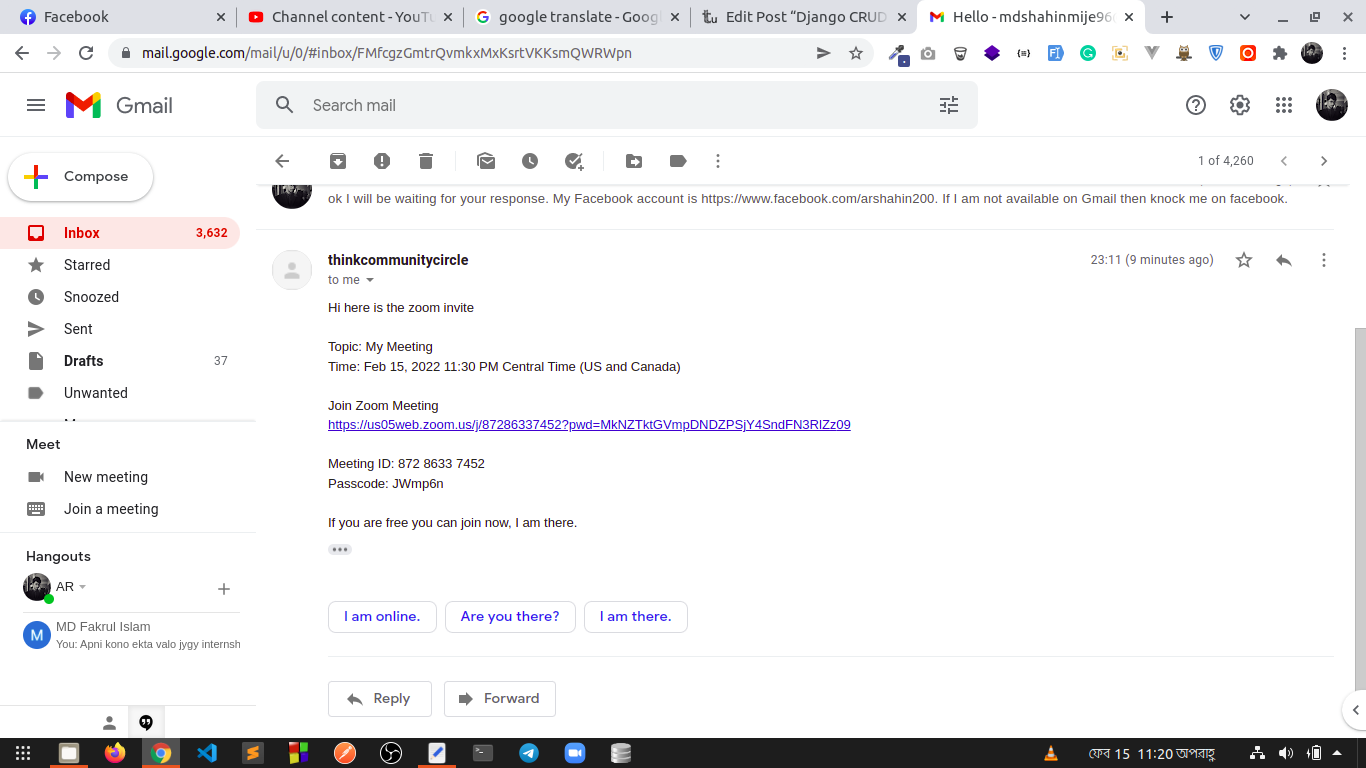 Facebook
Channel content - YouTu
google translate - Googl
Edit Post “Django CRUD
Hello - mdshahinmije96
mail.google.com/mail/u/0/#inbox/FMfcgzGmtrQvmkxMxKsrtVKKsmQWRWpn
Gmail
Search mail
Compose
1 of 4,260
ok I will be waiting for your response. My Facebook account is https://www.facebook.com/arshahin200. If I am not available on Gmail then knock me on facebook.
Inbox 3,632
Starred
Snoozed
Sent
Drafts 37
Unwanted
Meet
New meeting
Join a meeting
Hangouts
AR
M
MD Fakrul Islam
You: Apni kono ekta valo jygy internsh
thinkcommunitycircle 23:11 (9 minutes ago)
to me
Hi here is the zoom invite
Topic: My Meeting
Time: Feb 15, 2022 11:30 PM Central Time (US and Canada)
Join Zoom Meeting
https://us05web.zoom.us/j/87286337452?pwd=MkNZTktGVmpDNDZPSjY4SndFN3RlZz09
Meeting ID: 872 8633 7452
Passcode: JWmp6n
If you are free you can join now, I am there.
I am online. Are you there? I am there.
Reply Forward
ফেব 15 11:20 অপরাহ্ণ